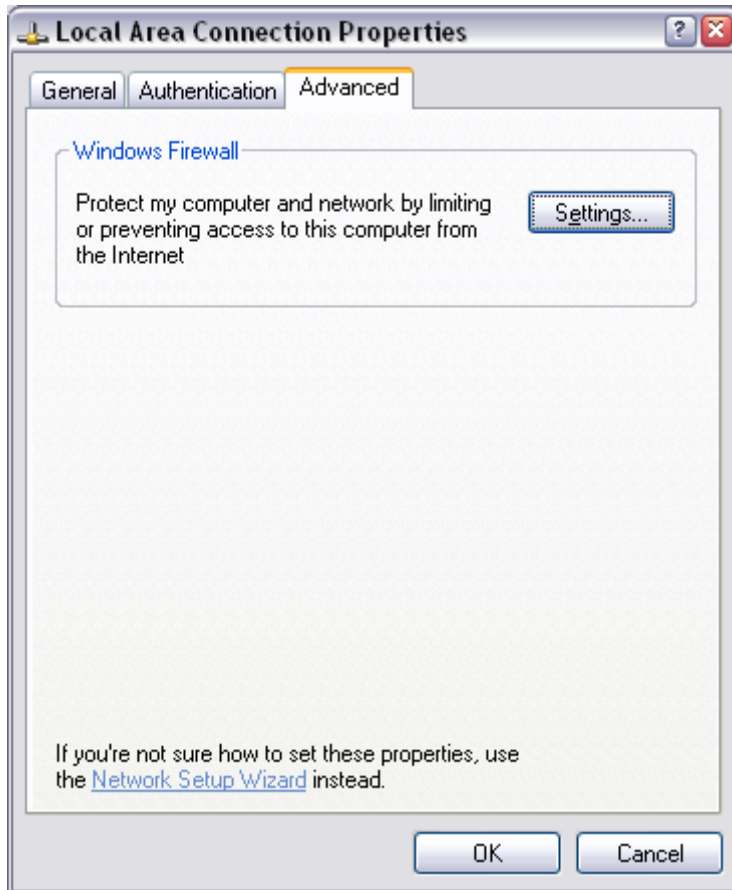 Local Area Connection Properties
General Authentication Advanced
Windows Firewall
Protect my computer and network by limiting
or preventing access to this computer from
the Internet
Settings...
If you're not sure how to set these properties, use
the Network Setup Wizard instead.
OK Cancel